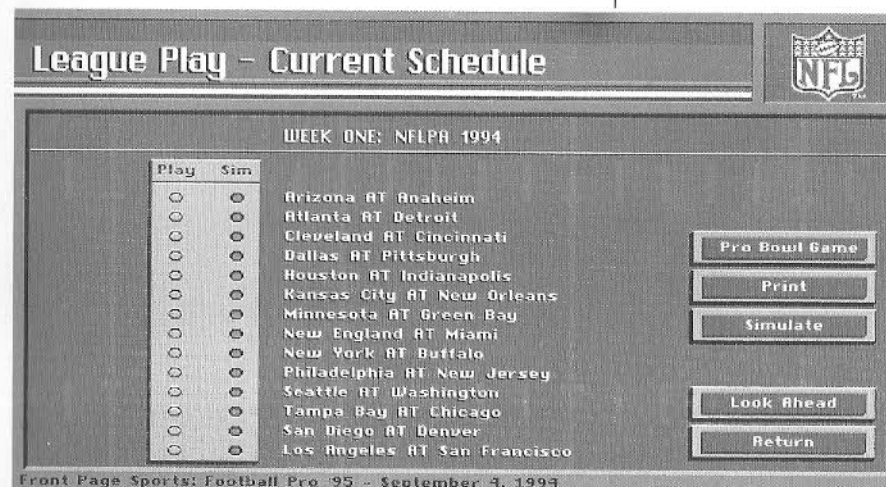 League Play - Current Schedule
NFL
TM
WEEK ONE: NFLPA 1994
Play Sim
Arizona AT Anaheim
Atlanta AT Detroit
Cleveland AT Cincinnati
Dallas AT Pittsburgh
Houston AT Indianapolis
Kansas City AT New Orleans
Minnesota AT Green Bay
New England AT Miami
New York AT Buffalo
Philadelphia AT New Jersey
Seattle AT Washington
Tampa Bay AT Chicago
San Diego AT Denver
Los Angeles AT San Francisco
Pro Bowl Game
Print
Simulate
Look Ahead
Return
Front Page Sports: Football Pro '95 - September 4, 1994